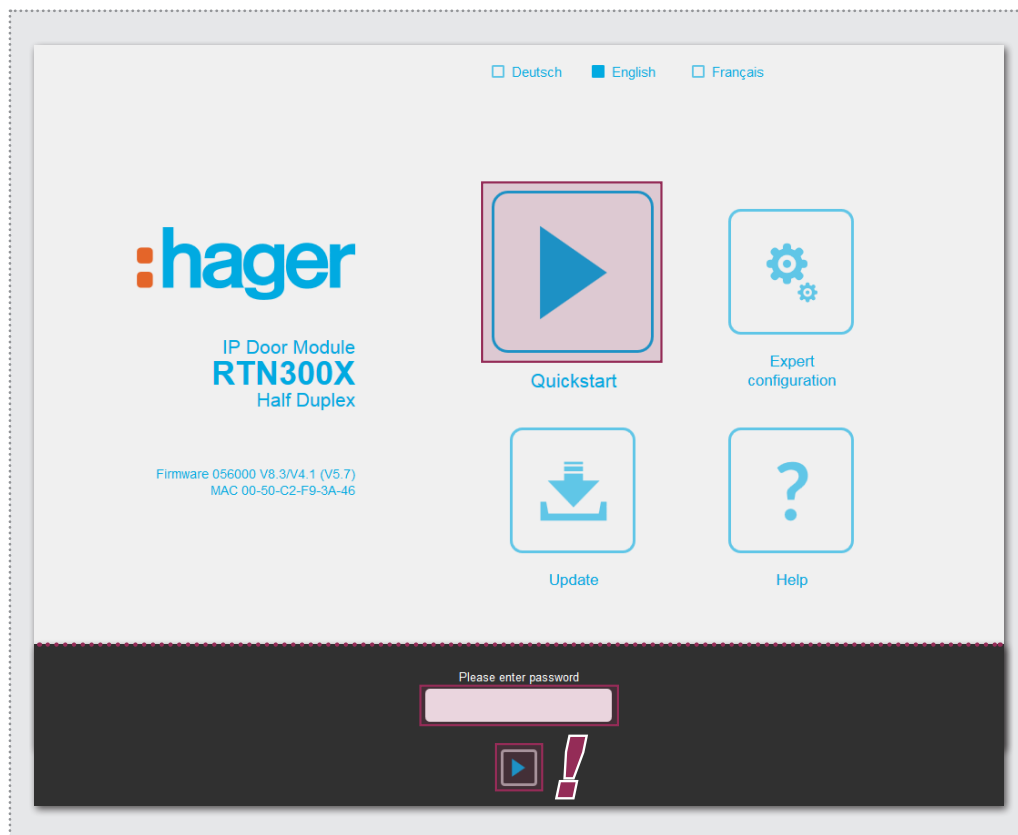 Deutsch English Français
:hager
IP Door Module
RTN300X
Half Duplex
Firmware 056000 V8.3/V4.1 (V5.7)
MAC 00-50-C2-F9-3A-46
Quickstart
Expert
configuration
?
Update
Help
Please enter password
!